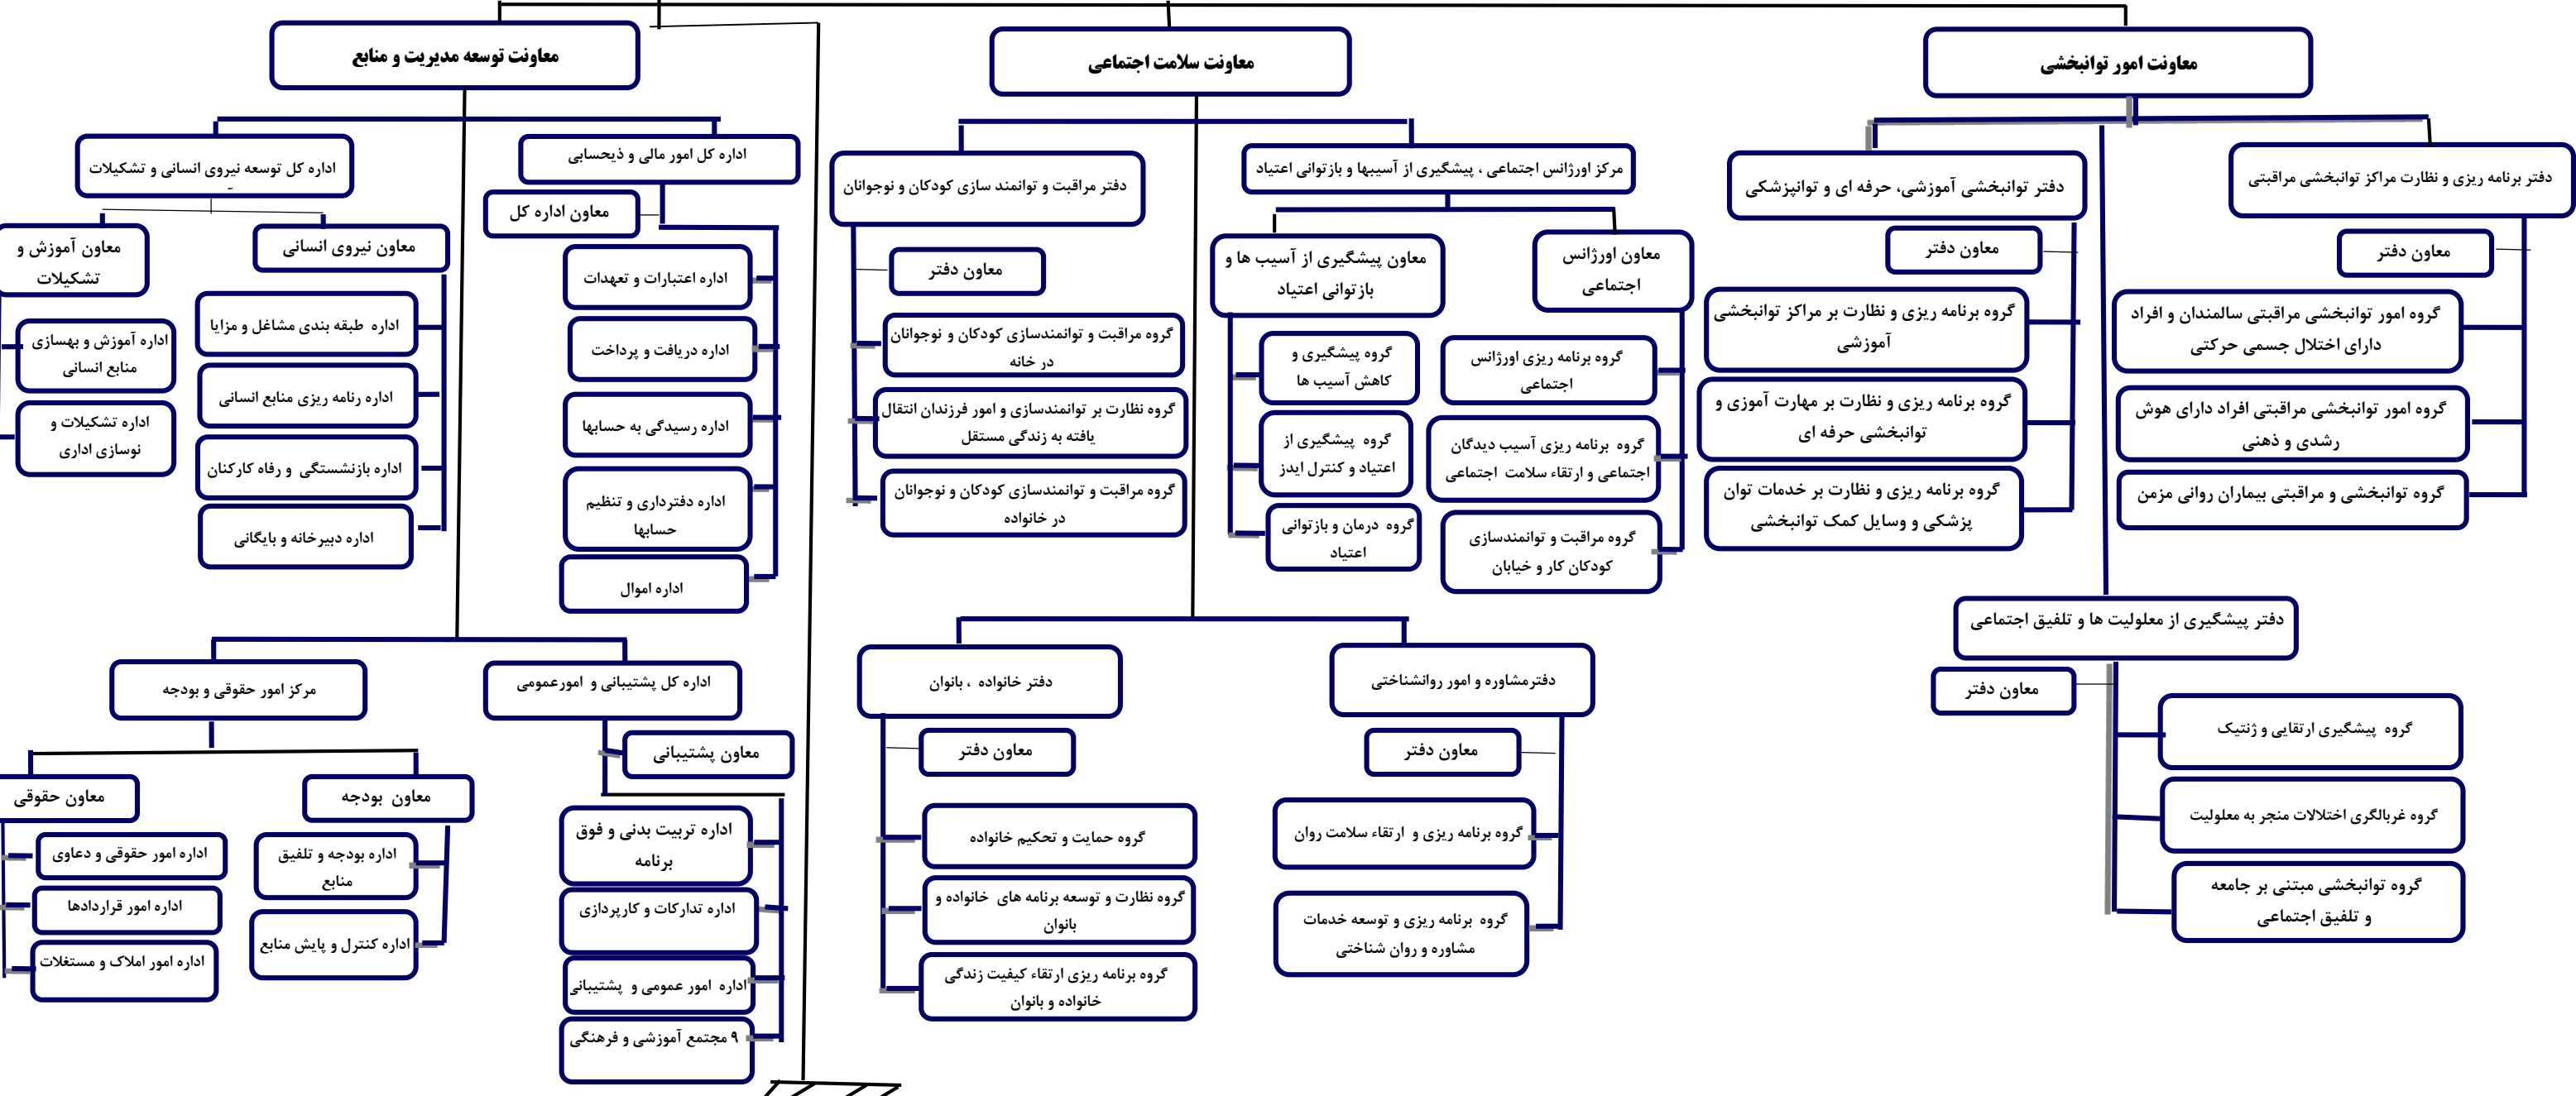 معاونت امور توانبخشی
دفتر برنامه ریزی و نظارت مراکز توانبخشی مراقبتی
معاون دفتر
گروه امور توانبخشی مراقبتی سالمندان و افراد
دارای اختلال جسمی حرکتی
گروه امور توانبخشی مراقبتی افراد دارای هوش
رشدی و ذهنی
گروه توانبخشی و مراقبتی بیماران روانی مزمن
دفتر توانبخشی آموزشی، حرفه ای و توانپزشکی
معاون دفتر
گروه برنامه ریزی و نظارت بر مراکز توانبخشی
آموزشی
گروه برنامه ریزی و نظارت بر مهارت آموزی و
توانبخشی حرفه ای
گروه برنامه ریزی و نظارت بر خدمات توان
پزشکی و وسایل کمک توانبخشی
دفتر پیشگیری از معلولیت ها و تلفیق اجتماعی
معاون دفتر
گروه پیشگیری ارتقایی و ژنتیک
گروه غربالگری اختلالات منجر به معلولیت
گروه توانبخشی مبتنی بر جامعه
و تلفیق اجتماعی
معاونت سلامت اجتماعی
مرکز اورژانس اجتماعی ، پیشگیری از آسیبها و بازتوانی اعتیاد
معاون اورژانس
اجتماعی
گروه برنامه ریزی اورژانس
اجتماعی
گروه برنامه ریزی آسیب دیدگان
اجتماعی و ارتقاء سلامت اجتماعی
گروه مراقبت و توانمندسازی
کودکان کار و خیابان
معاون پیشگیری از آسیب ها و
بازتوانی اعتیاد
گروه پیشگیری و
کاهش آسیب ها
گروه پیشگیری از
اعتیاد و کنترل ایدز
گروه درمان و بازتوانی
اعتیاد
دفتر مراقبت و توانمند سازی کودکان و نوجوانان
معاون دفتر
گروه مراقبت و توانمندسازی کودکان و نوجوانان
در خانه
گروه نظارت بر توانمندسازی و امور فرزندان انتقال
یافته به زندگی مستقل
گروه مراقبت و توانمندسازی کودکان و نوجوانان
در خانواده
دفترمشاوره و امور روانشناختی
معاون دفتر
گروه برنامه ریزی و ارتقاء سلامت روان
گروه برنامه ریزی و توسعه خدمات
مشاوره و روان شناختی
دفتر خانواده ، بانوان
معاون دفتر
گروه حمایت و تحکیم خانواده
گروه نظارت و توسعه برنامه های خانواده و
بانوان
گروه برنامه ریزی ارتقاء کیفیت زندگی
خانواده و بانوان
معاونت توسعه مدیریت و منابع
اداره کل امور مالی و ذیحسابی
معاون اداره کل
اداره اعتبارات و تعهدات
اداره دریافت و پرداخت
اداره رسیدگی به حسابها
اداره دفترداری و تنظیم
حسابها
اداره اموال
اداره کل توسعه نیروی انسانی و تشکیلات
معاون نیروی انسانی
اداره طبقه بندی مشاغل و مزایا
اداره رنامه ریزی منابع انسانی
اداره بازنشستگی و رفاه کارکنان
اداره دبیرخانه و بایگانی
معاون آموزش و
تشکیلات
اداره آموزش و بهسازی
منابع انسانی
اداره تشکیلات و
نوسازی اداری
اداره کل پشتیبانی و امورعمومی
معاون پشتیبانی
اداره تربیت بدنی و فوق
برنامه
اداره تدارکات و کارپردازی
اداره امور عمومی و پشتیبانی
۹ مجتمع آموزشی و فرهنگی
مرکز امور حقوقی و بودجه
معاون بودجه
اداره بودجه و تلفیق
منابع
اداره کنترل و پایش منابع
معاون حقوقی
اداره امور حقوقی و دعاوی
اداره امور قراردادها
اداره امور املاک و مستغلات